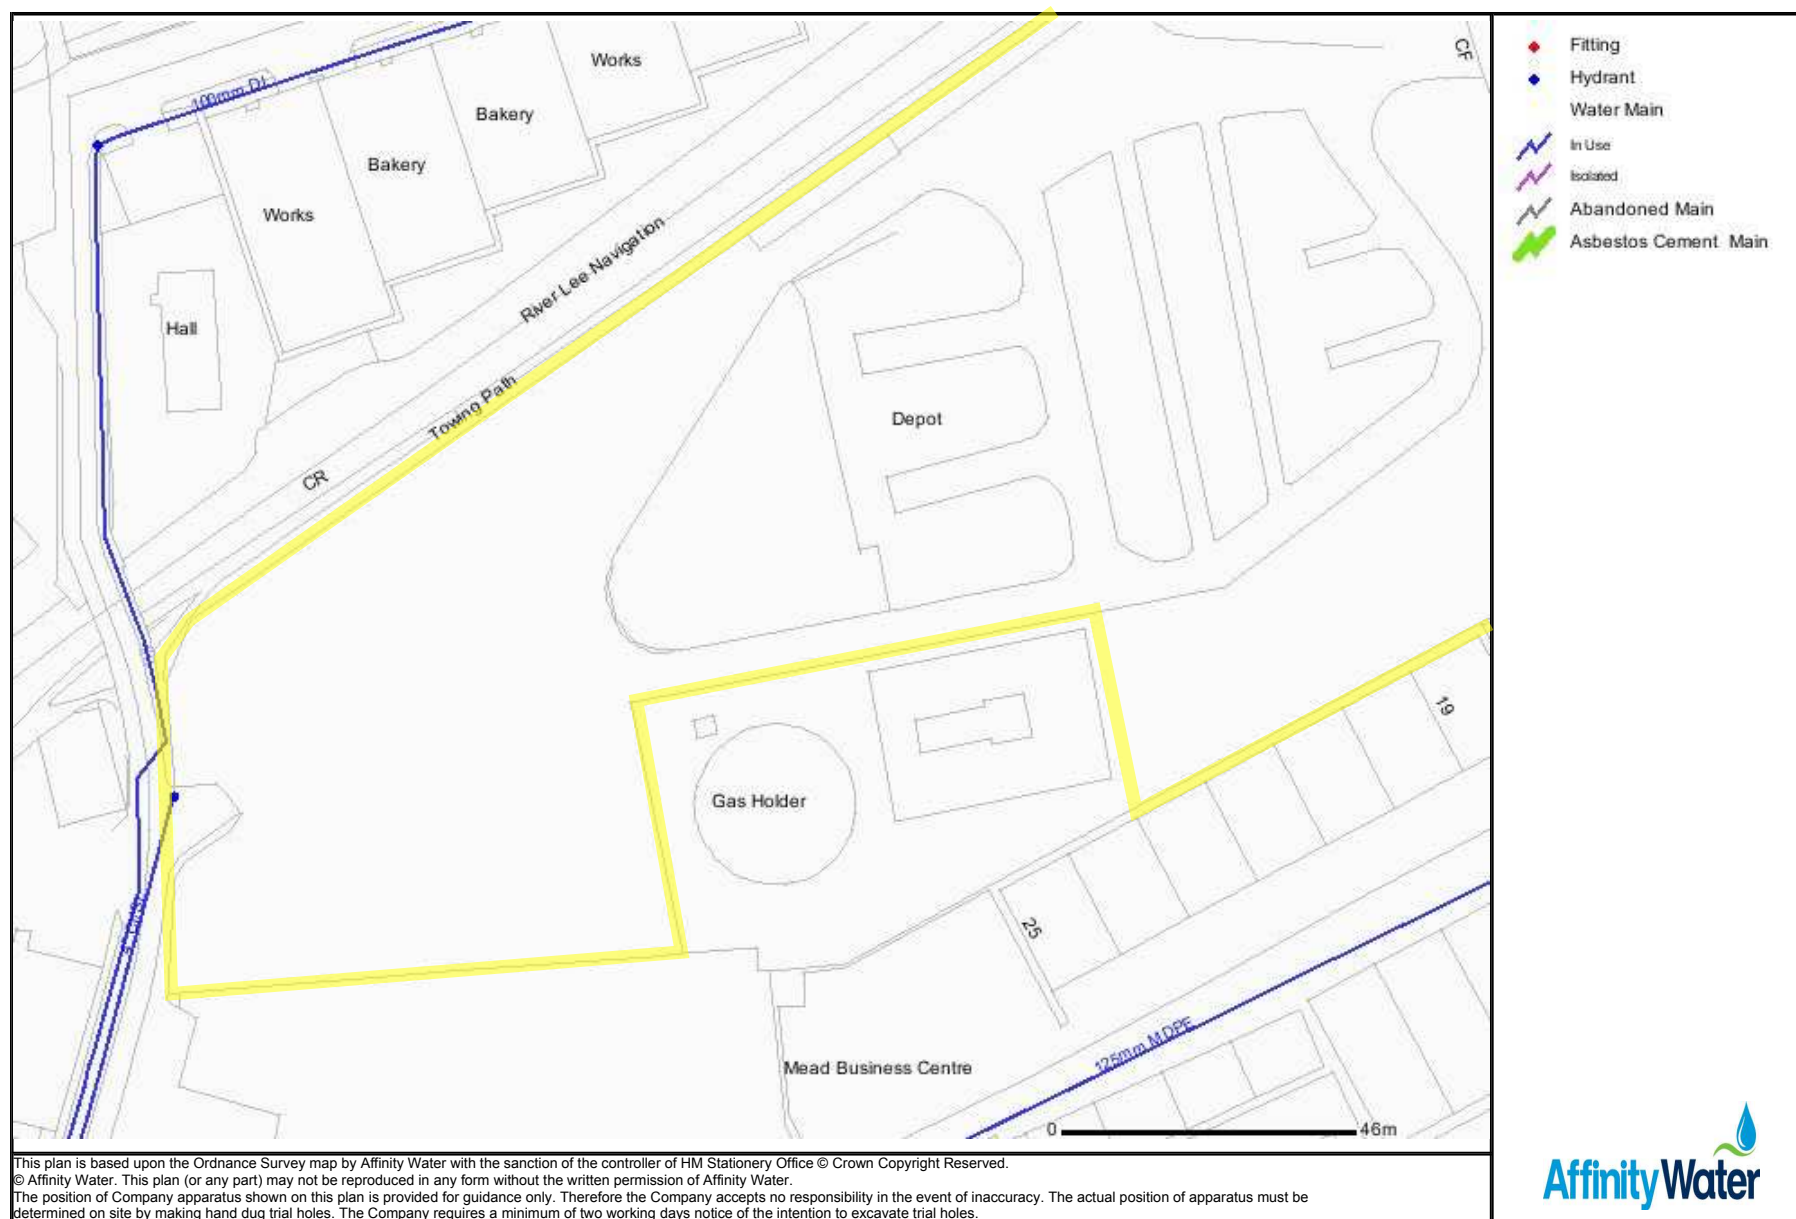 Works
Bakery
Bakery
Works
100mm DI
Hall
River Lee Navigation
Towing Path
CR
CF
Depot
19
Gas Holder
25
125mm MDPE
Mead Business Centre
0 46m
Fitting
Hydrant
Water Main
In Use
Isolated
Abandoned Main
Asbestos Cement Main
AffinityWater
This plan is based upon the Ordnance Survey map by Affinity Water with the sanction of the controller of HM Stationery Office © Crown Copyright Reserved.
© Affinity Water. This plan (or any part) may not be reproduced in any form without the written permission of Affinity Water.
The position of Company apparatus shown on this plan is provided for guidance only. Therefore the Company accepts no responsibility in the event of inaccuracy. The actual position of apparatus must be
determined on site by making hand dug trial holes. The Company requires a minimum of two working days notice of the intention to excavate trial holes.